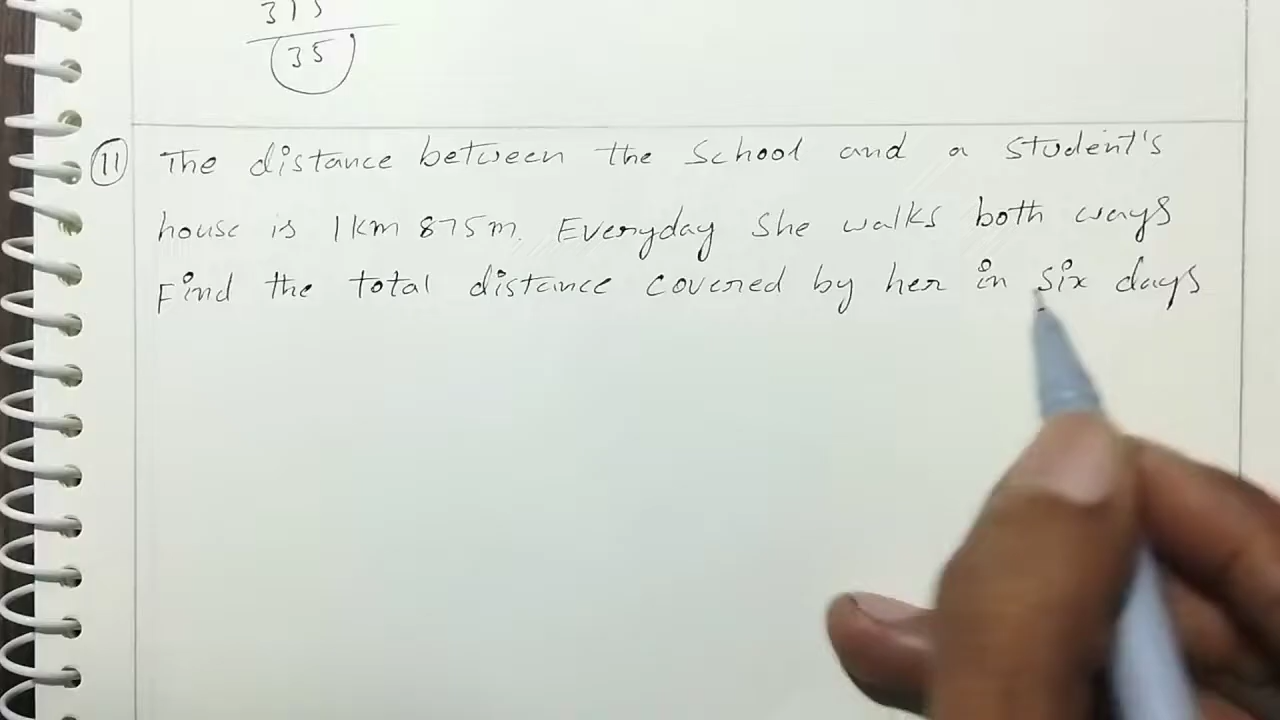 315
35
11 The distance between the school and a student's
house is 1km 875m. Everyday she walks both ways
Find the total distance covered by her in six days